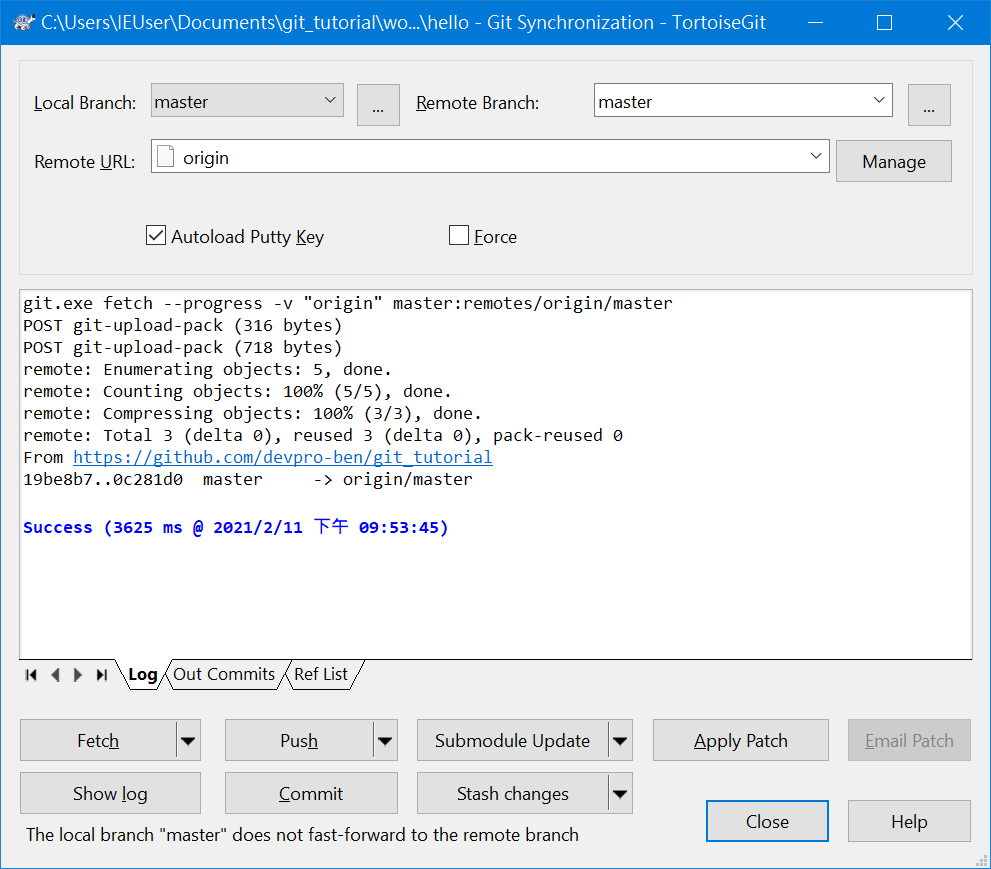 C:\Users\IEUser\Documents\git_tutorial\wo...\hello - Git Synchronization - TortoiseGit
Local Branch: master ... Remote Branch: master ...
Remote URL: origin Manage
Autoload Putty Key Force
git.exe fetch --progress -v "origin" master:remotes/origin/master
POST git-upload-pack (316 bytes)
POST git-upload-pack (718 bytes)
remote: Enumerating objects: 5, done.
remote: Counting objects: 100% (5/5), done.
remote: Compressing objects: 100% (3/3), done.
remote: Total 3 (delta 0), reused 3 (delta 0), pack-reused 0
From https://github.com/devpro-ben/git_tutorial
19be8b7..0c281d0  master     -> origin/master
Success (3625 ms @ 2021/2/11 下午 09:53:45)
Log Out Commits Ref List
Fetch Push Submodule Update Apply Patch Email Patch
Show log Commit Stash changes
Close Help
The local branch "master" does not fast-forward to the remote branch